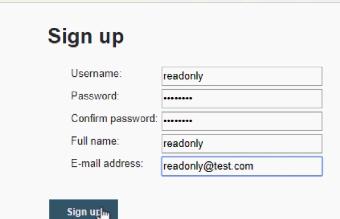 Sign up
Username: readonly
Password: ••••••••
Confirm password: ••••••••
Full name: readonly
E-mail address: readonly@test.com
Sign up